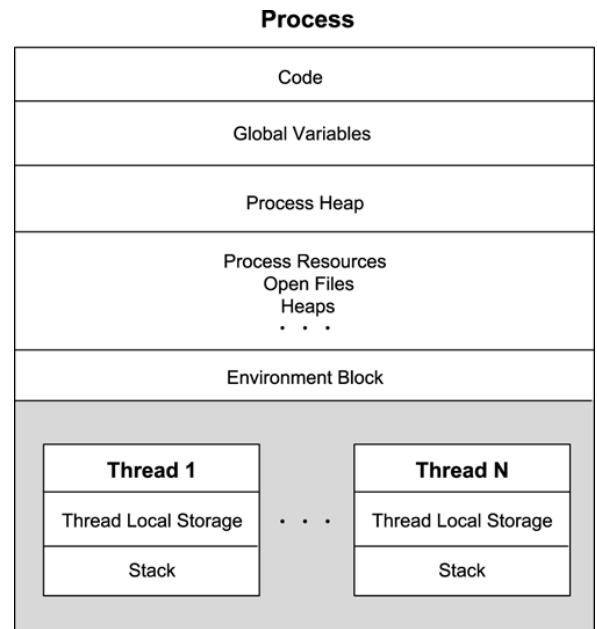 Process
Code
Global Variables
Process Heap
Process Resources
Open Files
Heaps
. . .
Environment Block
Thread 1
Thread Local Storage
Stack
. . .
Thread N
Thread Local Storage
Stack